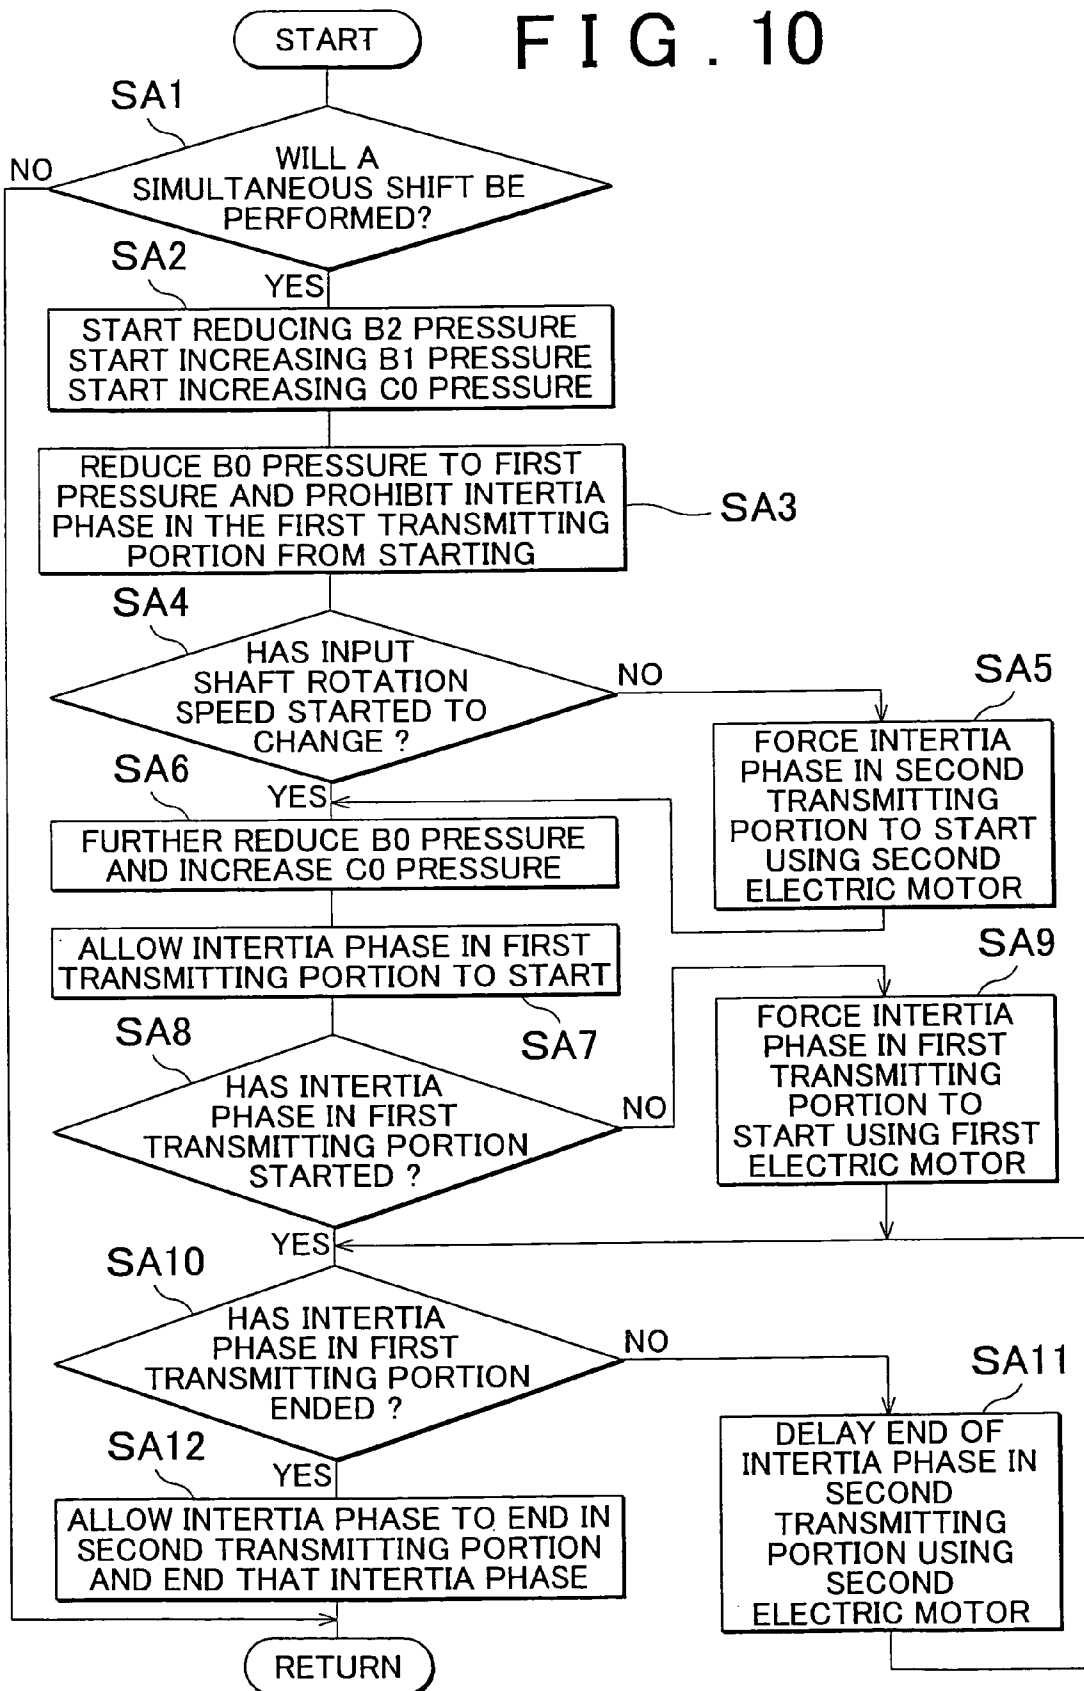 START
FIG. 10
SA1
WILL A
SIMULTANEOUS SHIFT BE
PERFORMED?
NO
SA2
YES
START REDUCING B2 PRESSURE
START INCREASING B1 PRESSURE
START INCREASING C0 PRESSURE
REDUCE B0 PRESSURE TO FIRST
PRESSURE AND PROHIBIT INTERTIA
PHASE IN THE FIRST TRANSMITTING
PORTION FROM STARTING
SA3
SA4
HAS INPUT
SHAFT ROTATION
SPEED STARTED TO
CHANGE ?
NO
SA5
FORCE INTERTIA
PHASE IN SECOND
TRANSMITTING
PORTION TO START
USING SECOND
ELECTRIC MOTOR
SA6
YES
FURTHER REDUCE B0 PRESSURE
AND INCREASE C0 PRESSURE
ALLOW INTERTIA PHASE IN FIRST
TRANSMITTING PORTION TO START
SA7
SA8
HAS INTERTIA
PHASE IN FIRST
TRANSMITTING PORTION
STARTED ?
NO
SA9
FORCE INTERTIA
PHASE IN FIRST
TRANSMITTING
PORTION TO
START USING FIRST
ELECTRIC MOTOR
YES
SA10
HAS INTERTIA
PHASE IN FIRST
TRANSMITTING PORTION
ENDED ?
NO
SA11
DELAY END OF
INTERTIA PHASE IN
SECOND
TRANSMITTING
PORTION USING
SECOND
ELECTRIC MOTOR
SA12
YES
ALLOW INTERTIA PHASE TO END IN
SECOND TRANSMITTING PORTION
AND END THAT INTERTIA PHASE
RETURN